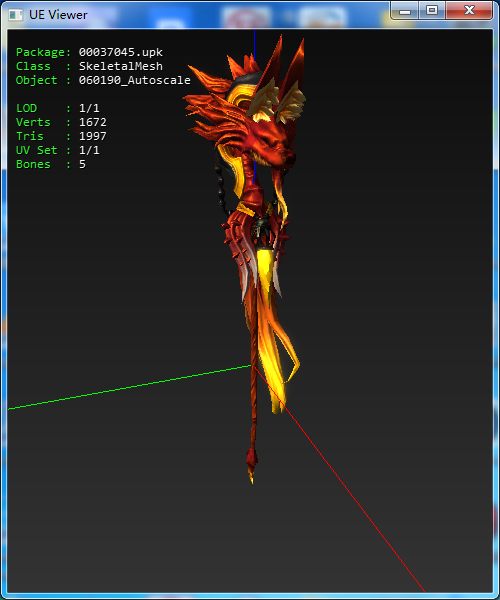 UE Viewer
Package: 00037045.upk
Class : SkeletalMesh
Object : 060190_Autoscale
LOD : 1/1
Verts : 1672
Tris : 1997
UV Set : 1/1
Bones : 5